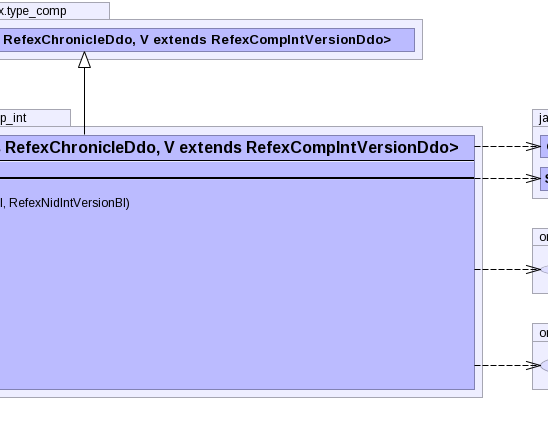 x.type_comp
RefexChronicleDdo, V extends RefexCompIntVersionDdo>
p_int
s RefexChronicleDdo, V extends RefexCompIntVersionDdo>
ja
S
I, RefexNidIntVersionBI)
or
or